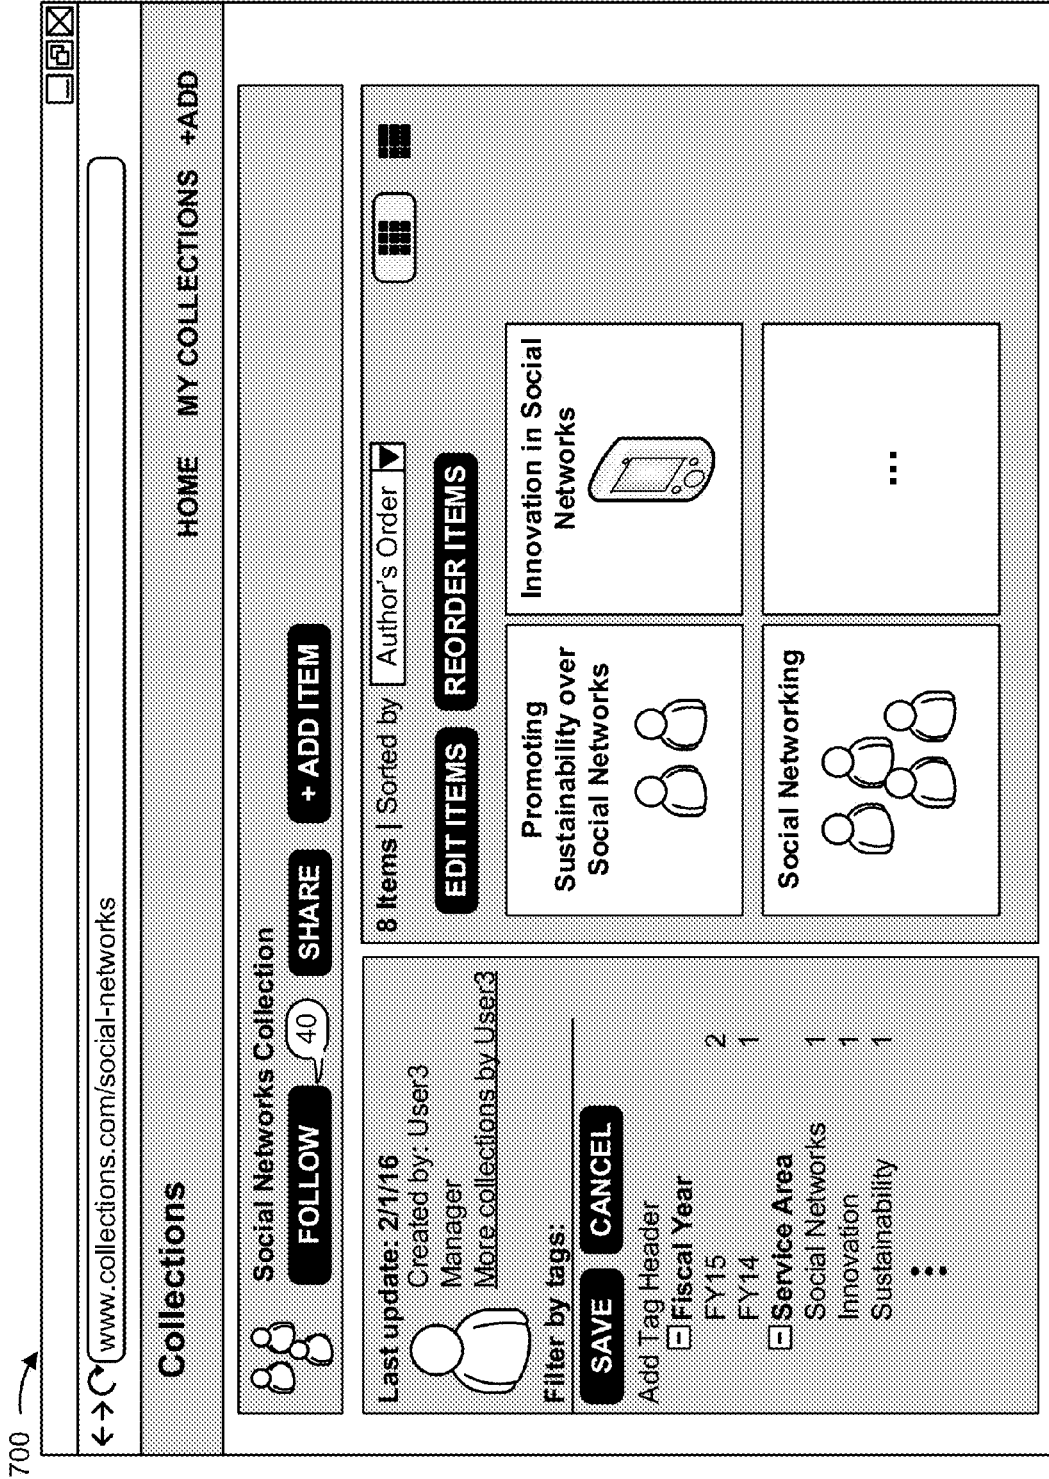 700
www.collections.com/social-networks
Collections HOME MY COLLECTIONS +ADD
Social Networks Collection
FOLLOW 40 SHARE + ADD ITEM
Last update: 2/1/16
Created by: User3
Manager
More collections by User3
Filter by tags:
SAVE CANCEL
Add Tag Header
Fiscal Year
FY15 2
FY14 1
Service Area
Social Networks 1
Innovation 1
Sustainability 1
8 Items | Sorted by Author's Order
EDIT ITEMS REORDER ITEMS
Promoting
Sustainability over
Social Networks
Innovation in Social
Networks
Social Networking
...